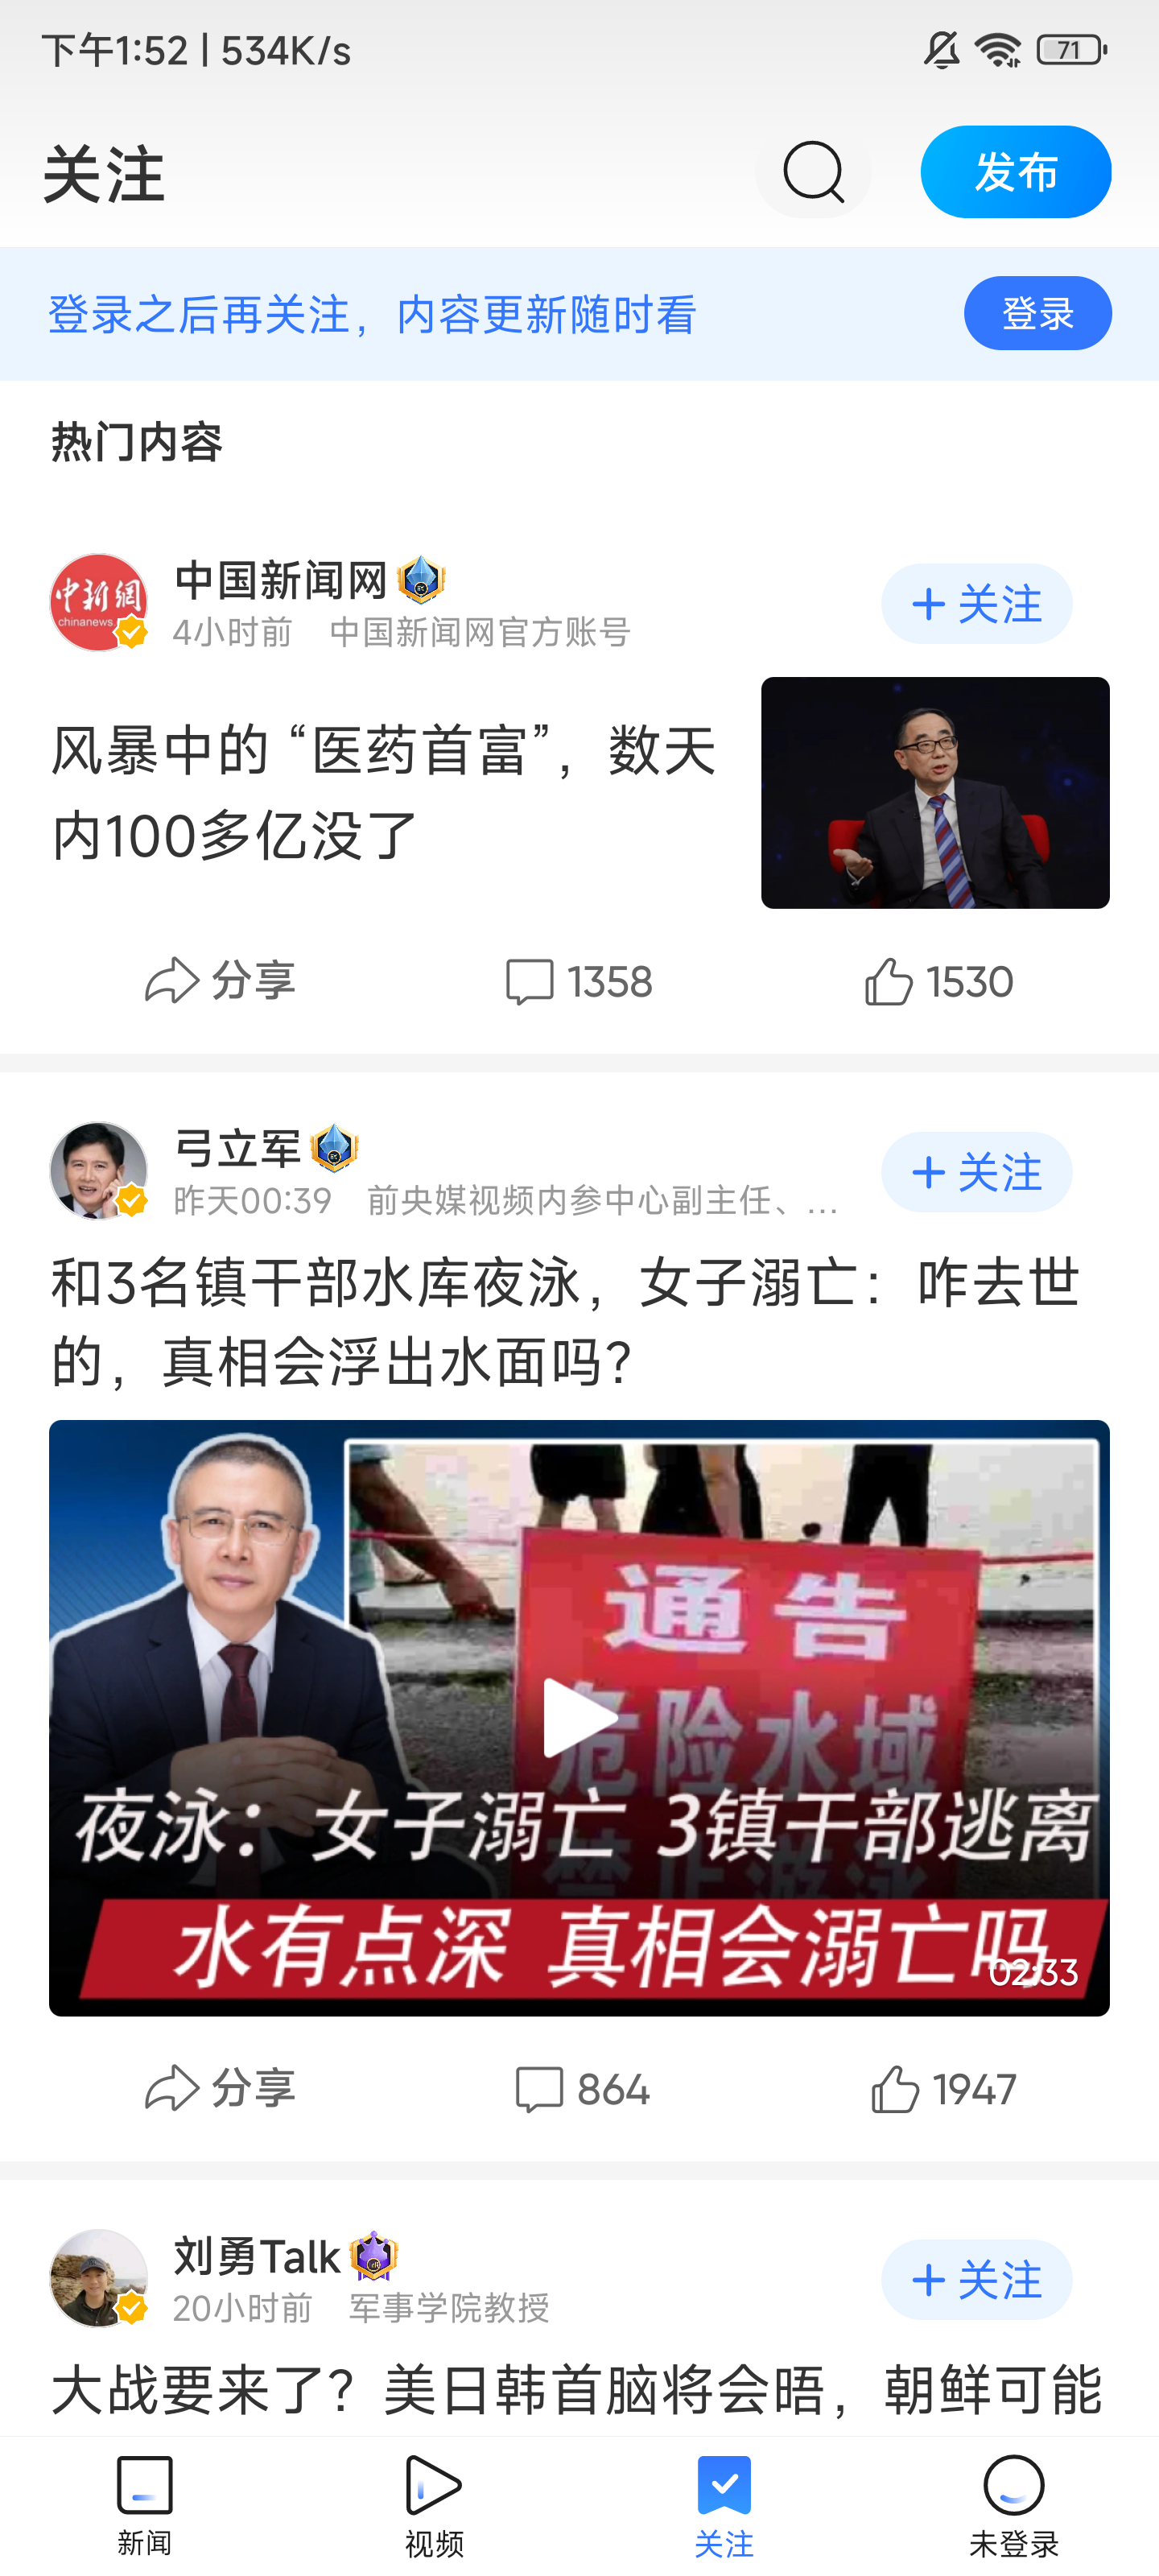 下午1:52 | 534K/s
71
关注
发布
登录之后再关注，内容更新随时看
登录
热门内容
中新網
chinanews
中国新闻网
4小时前 中国新闻网官方账号
+ 关注
风暴中的“医药首富”，数天
内100多亿没了
分享
1358
1530
弓立军
昨天00:39 前央媒视频内参中心副主任、...
+ 关注
和3名镇干部水库夜泳，女子溺亡：咋去世
的，真相会浮出水面吗？
通告
危险水域
禁止游泳
夜泳：女子溺亡 3镇干部逃离
水有点深 真相会溺亡吗
02:33
分享
864
1947
刘勇Talk
20小时前 军事学院教授
+ 关注
大战要来了？美日韩首脑将会晤，朝鲜可能
新闻
视频
关注
未登录